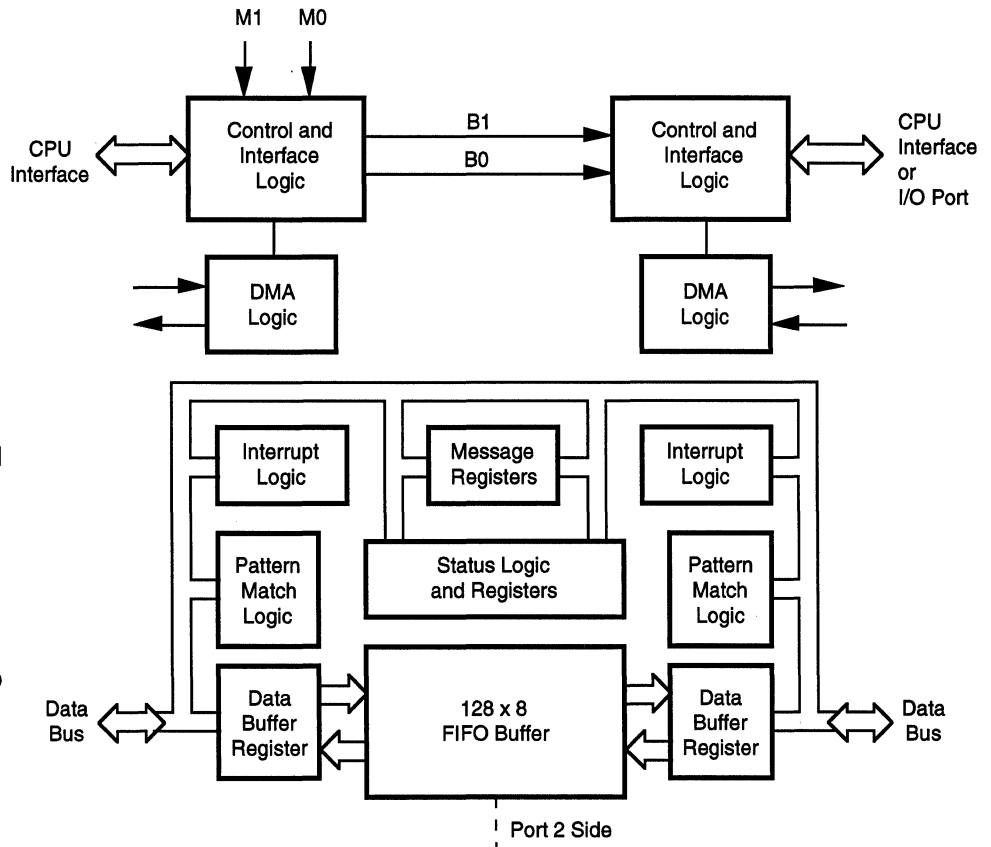 M1 M0
CPU
Interface
Control and
Interface
Logic
B1
B0
Control and
Interface
Logic
CPU
Interface
or
I/O Port
DMA
Logic
DMA
Logic
Interrupt
Logic
Message
Registers
Interrupt
Logic
Pattern
Match
Logic
Status Logic
and Registers
Pattern
Match
Logic
Data
Bus
Data
Buffer
Register
128 x 8
FIFO Buffer
Data
Buffer
Register
Data
Bus
Port 2 Side